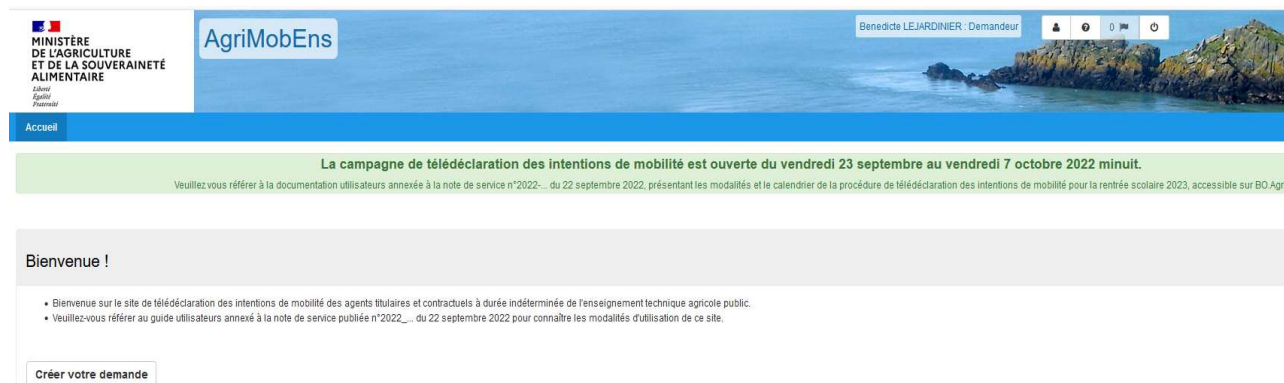 MINISTÈRE
DE L'AGRICULTURE
ET DE LA SOUVERAINETÉ
ALIMENTAIRE
Liberté
Égalité
Fraternité
AgriMobEns
Benedicte LEJARDINIER : Demandeur
0
Accueil
La campagne de télédéclaration des intentions de mobilité est ouverte du vendredi 23 septembre au vendredi 7 octobre 2022 minuit.
Veuillez vous référer à la documentation utilisateurs annexée à la note de service n°2022-... du 22 septembre 2022, présentant les modalités et le calendrier de la procédure de télédéclaration des intentions de mobilité pour la rentrée scolaire 2023, accessible sur BO.Agri
Bienvenue !
• Bienvenue sur le site de télédéclaration des intentions de mobilité des agents titulaires et contractuels à durée indéterminée de l'enseignement technique agricole public.
• Veuillez-vous référer au guide utilisateurs annexé à la note de service publiée n°2022_... du 22 septembre 2022 pour connaître les modalités d'utilisation de ce site.
Créer votre demande